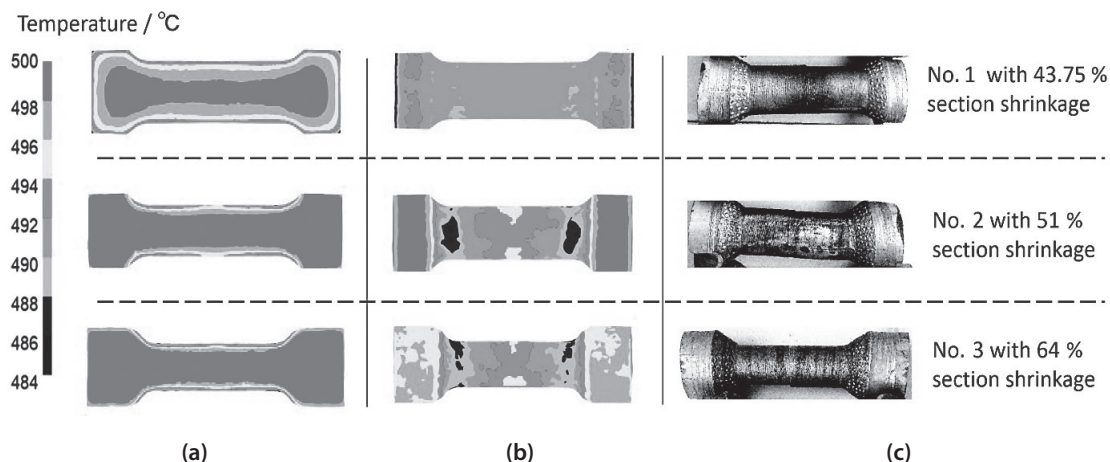 Temperature / °C
500
498
496
494
492
490
488
486
484
No. 1 with 43.75 %
section shrinkage
No. 2 with 51 %
section shrinkage
No. 3 with 64 %
section shrinkage
(a)
(b)
(c)